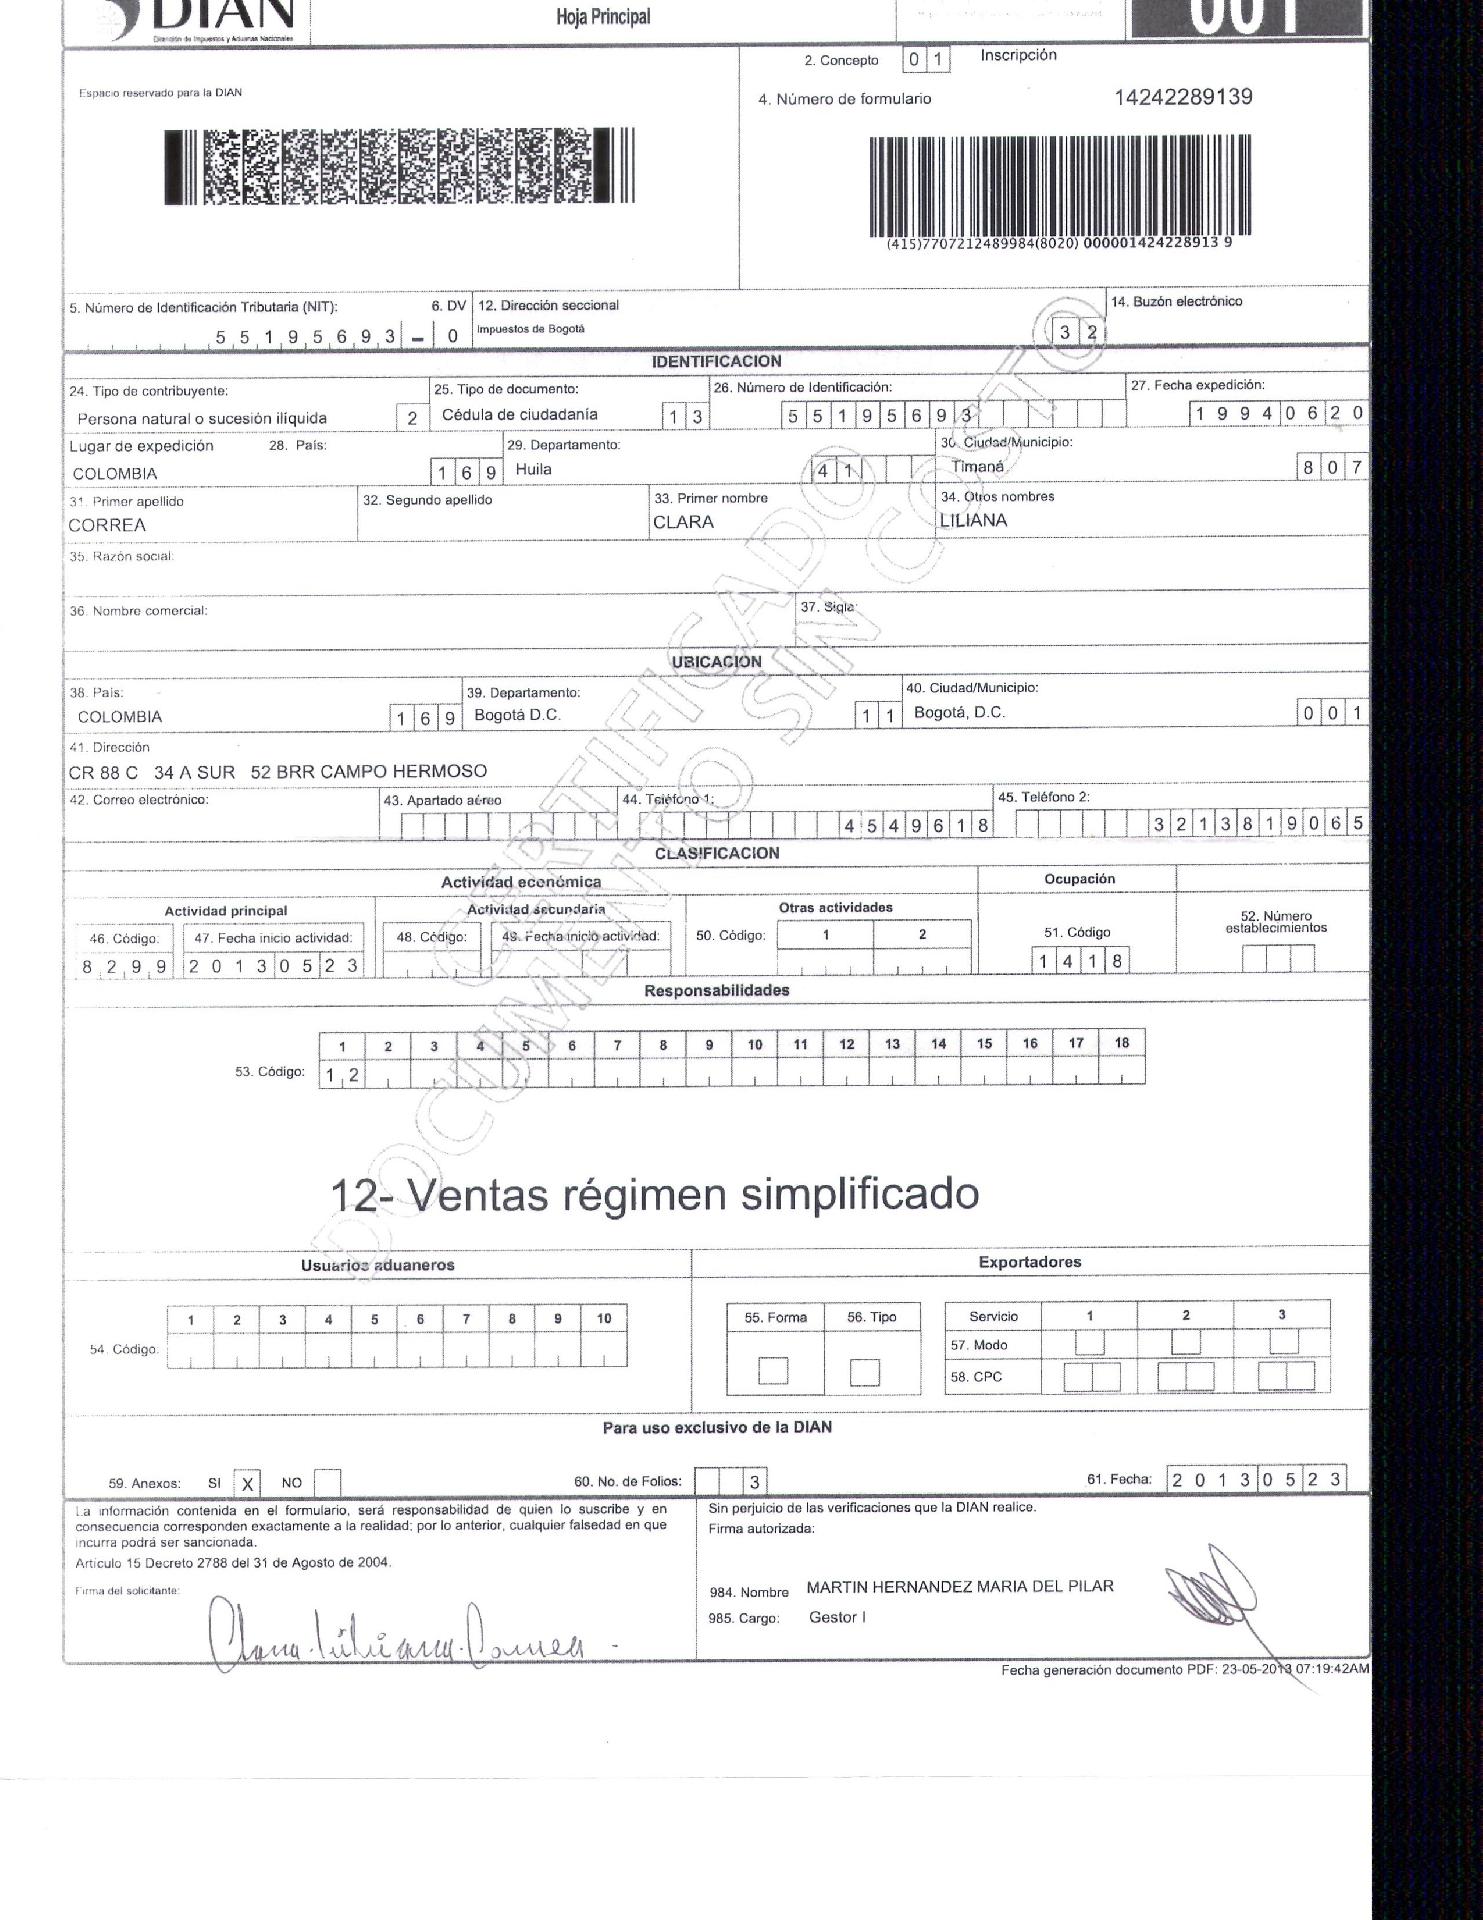 DIAN
Dirección de Impuestos y Aduanas Nacionales
Hoja Principal
001
2. Concepto 0 1 Inscripción
Espacio reservado para la DIAN
4. Número de formulario 14242289139
(415)7707212489984(8020) 000001424228913 9
5. Número de Identificación Tributaria (NIT): 6. DV 12. Dirección seccional 14. Buzón electrónico
5 5 1 9 5 6 9 3 - 0 Impuestos de Bogotá 3 2
IDENTIFICACION
24. Tipo de contribuyente: 25. Tipo de documento: 26. Número de Identificación: 27. Fecha expedición:
Persona natural o sucesión ilíquida 2 Cédula de ciudadanía 1 3 5 5 1 9 5 6 9 3 1 9 9 4 0 6 2 0
Lugar de expedición 28. País: 29. Departamento: 30. Ciudad/Municipio:
COLOMBIA 1 6 9 Huila 4 1 Timaná 8 0 7
31. Primer apellido 32. Segundo apellido 33. Primer nombre 34. Otros nombres
CORREA CLARA LILIANA
35. Razón social:
36. Nombre comercial: 37. Sigla:
UBICACION
38. País: 39. Departamento: 40. Ciudad/Municipio:
COLOMBIA 1 6 9 Bogotá D.C. 1 1 Bogotá, D.C. 0 0 1
41. Dirección
CR 88 C 34 A SUR 52 BRR CAMPO HERMOSO
42. Correo electrónico: 43. Apartado aéreo 44. Teléfono 1: 45. Teléfono 2:
4 5 4 9 6 1 8 3 2 1 3 8 1 9 0 6 5
CLASIFICACION
Actividad económica Ocupación
Actividad principal Actividad secundaria Otras actividades
46. Código: 47. Fecha inicio actividad: 48. Código: 49. Fecha inicio actividad: 50. Código: 1 2 51. Código 52. Número establecimientos
8 2 9 9 2 0 1 3 0 5 2 3 1 4 1 8
Responsabilidades
1 2 3 4 5 6 7 8 9 10 11 12 13 14 15 16 17 18
53. Código: 1 2
12- Ventas régimen simplificado
CERTIFICADO
DOCUMENTO SIN COSTO
Usuarios aduaneros Exportadores
1 2 3 4 5 6 7 8 9 10 55. Forma 56. Tipo Servicio 1 2 3
54. Código: 57. Modo
58. CPC
Para uso exclusivo de la DIAN
59. Anexos: SI X NO 60. No. de Folios: 3 61. Fecha: 2 0 1 3 0 5 2 3
La información contenida en el formulario, será responsabilidad de quien lo suscribe y en
consecuencia corresponden exactamente a la realidad; por lo anterior, cualquier falsedad en que
incurra podrá ser sancionada.
Artículo 15 Decreto 2788 del 31 de Agosto de 2004.
Firma del solicitante:
Clara Liliana Correa
Sin perjuicio de las verificaciones que la DIAN realice.
Firma autorizada:
984. Nombre MARTIN HERNANDEZ MARIA DEL PILAR
985. Cargo: Gestor I
Fecha generación documento PDF: 23-05-2013 07:19:42AM